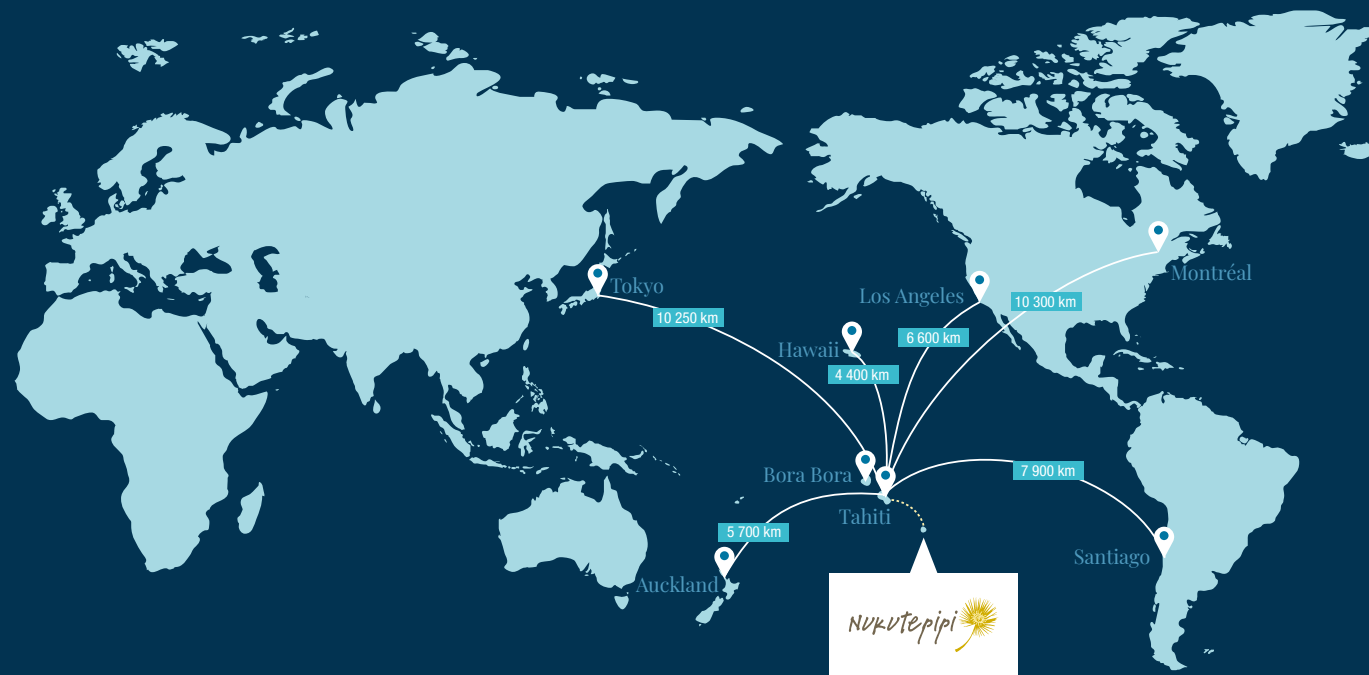 Montréal
Tokyo
Los Angeles
10 300 km
10 250 km
6 600 km
Hawaii
4 400 km
Bora Bora
7 900 km
Tahiti
5 700 km
Santiago
Auckland
Nukutepipi